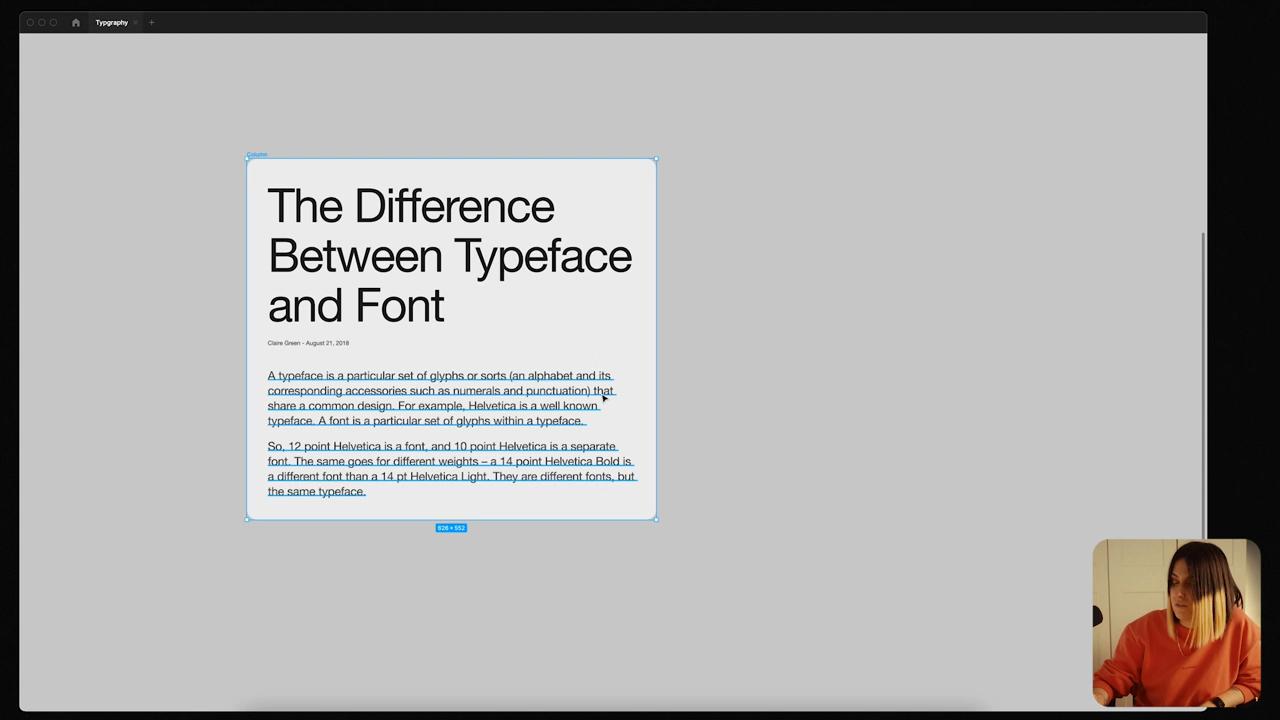 Typgraphy
Column
The Difference
Between Typeface
and Font
Claire Green - August 21, 2018
A typeface is a particular set of glyphs or sorts (an alphabet and its
corresponding accessories such as numerals and punctuation) that
share a common design. For example, Helvetica is a well known
typeface. A font is a particular set of glyphs within a typeface.
So, 12 point Helvetica is a font, and 10 point Helvetica is a separate
font. The same goes for different weights – a 14 point Helvetica Bold is
a different font than a 14 pt Helvetica Light. They are different fonts, but
the same typeface.
626 × 552